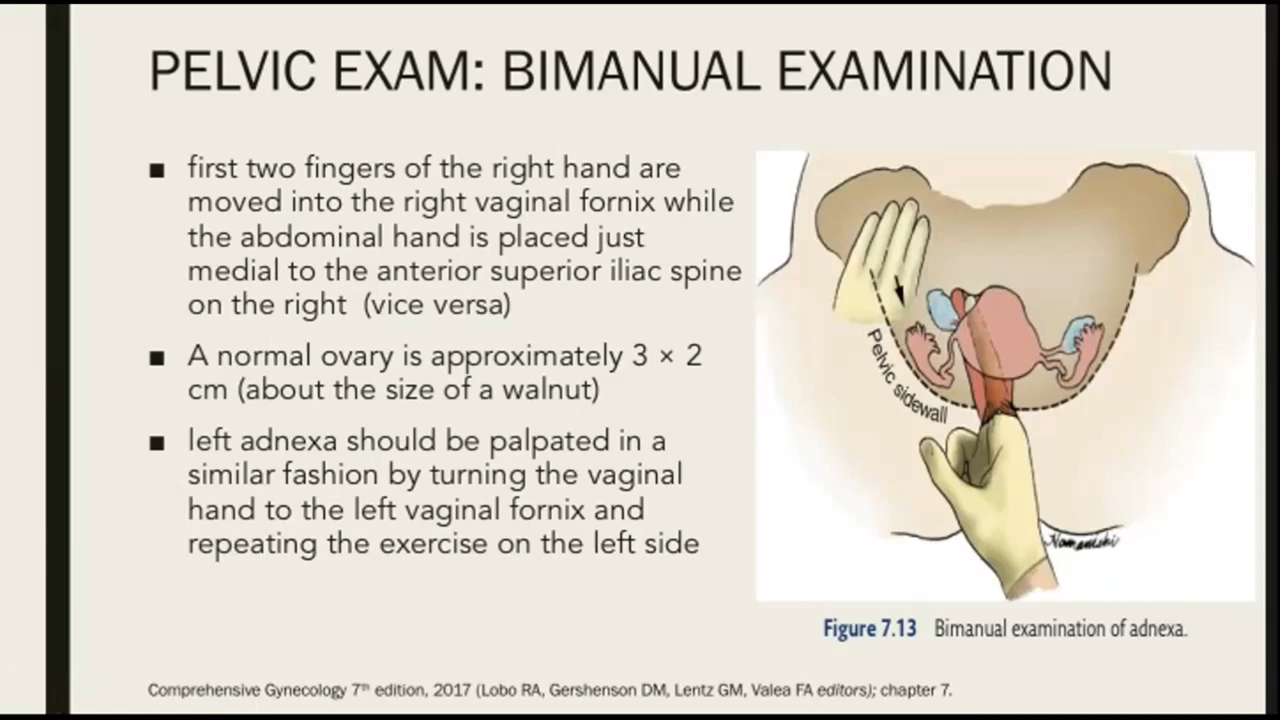 PELVIC EXAM: BIMANUAL EXAMINATION
■ first two fingers of the right hand are
moved into the right vaginal fornix while
the abdominal hand is placed just
medial to the anterior superior iliac spine
on the right (vice versa)
■ A normal ovary is approximately 3 × 2
cm (about the size of a walnut)
■ left adnexa should be palpated in a
similar fashion by turning the vaginal
hand to the left vaginal fornix and
repeating the exercise on the left side
Pelvic sidewall
Figure 7.13 Bimanual examination of adnexa.
Comprehensive Gynecology 7th edition, 2017 (Lobo RA, Gershenson DM, Lentz GM, Valea FA editors); chapter 7.